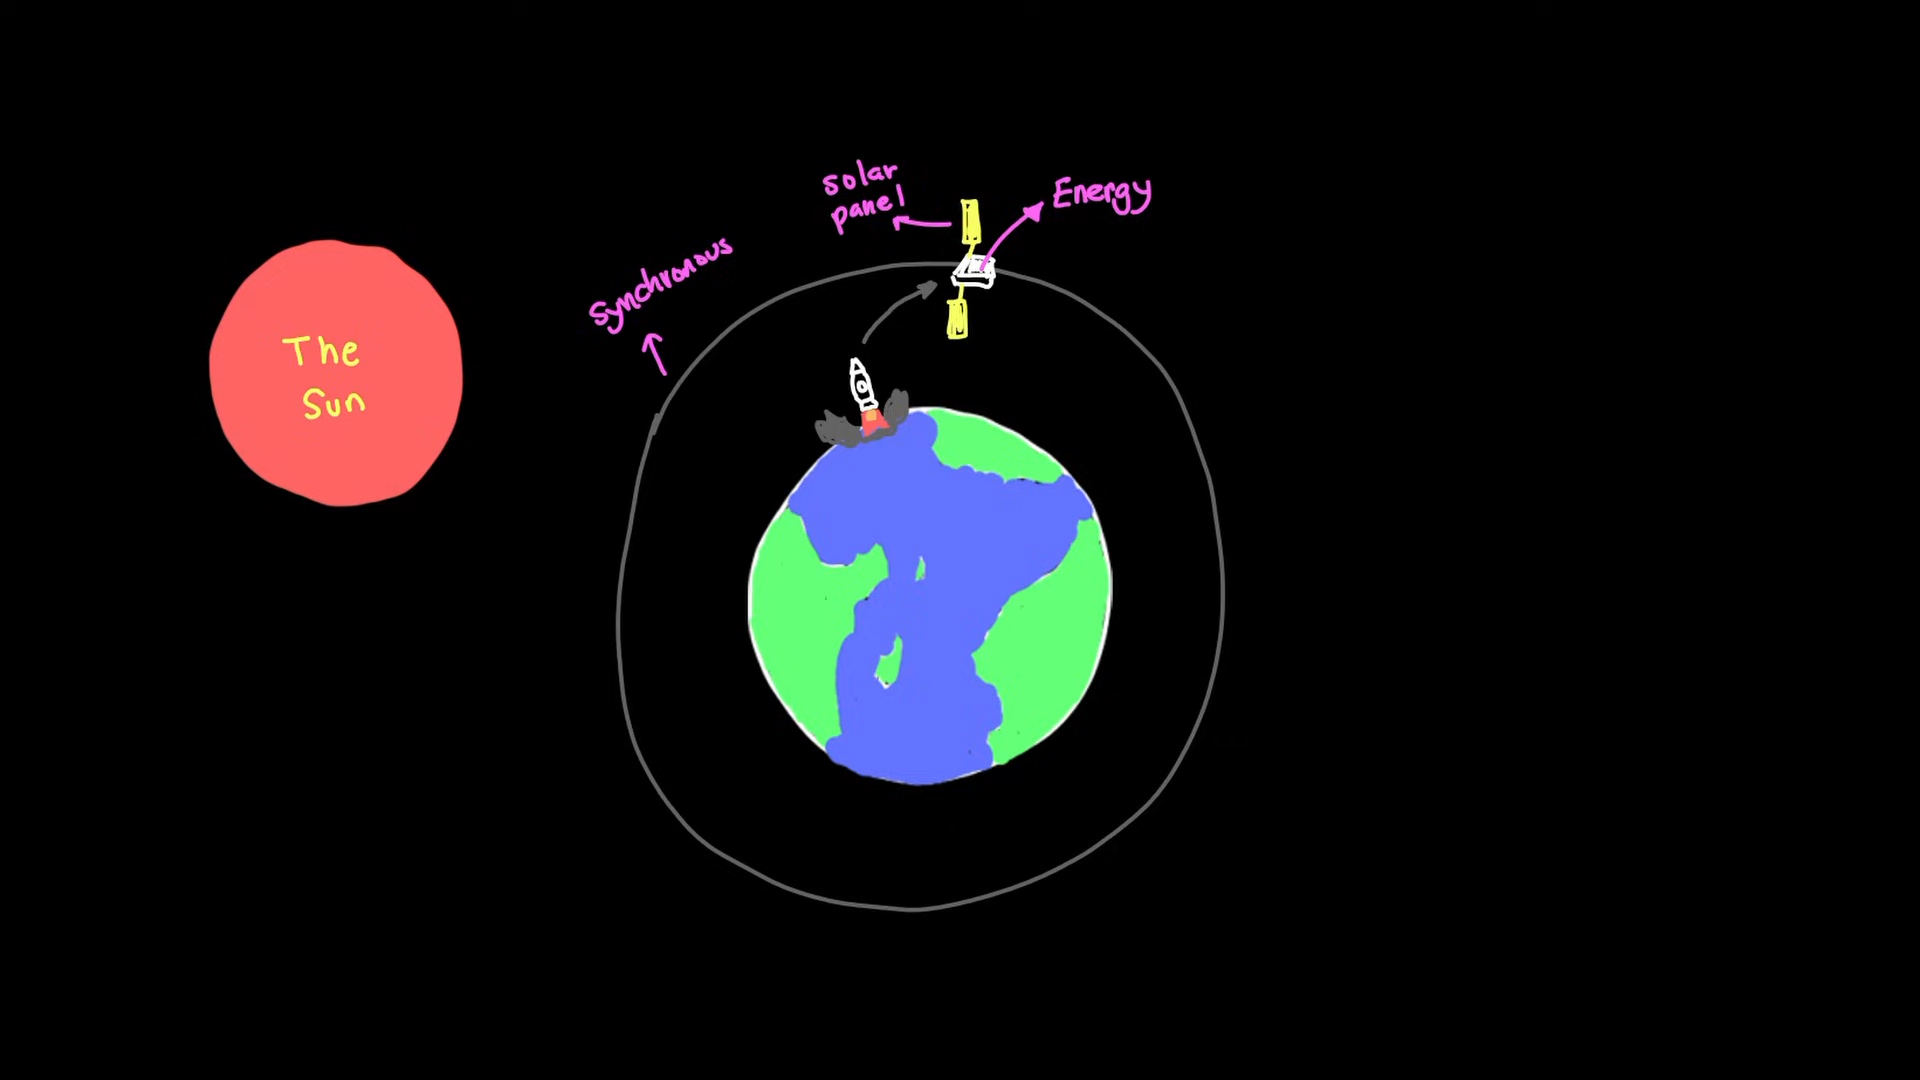 solar
panel
Energy
Synchronous
The
Sun